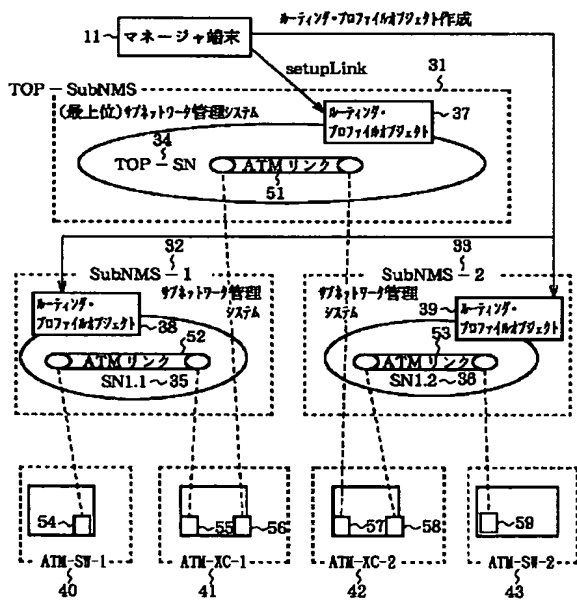 ルーティング・プロファイルオブジェクト作成
11
マネージャ端末
setupLink
31
TOP－SubNMS
(最上位)サブネットワーク管理システム
34
ルーティング・
プロファイルオブジェクト
37
TOP－SN
ATMリンク
51
32
33
SubNMS－1
サブネットワーク管理
システム
ルーティング・
プロファイルオブジェクト
38
52
ATMリンク
SN1.1～35
SubNMS－2
サブネットワーク管理
システム
39
ルーティング・
プロファイルオブジェクト
53
ATMリンク
SN1.2～36
54
55
56
57
58
59
ATM-SW-1
ATM-XC-1
ATM-XC-2
ATM-SW-2
40
41
42
43